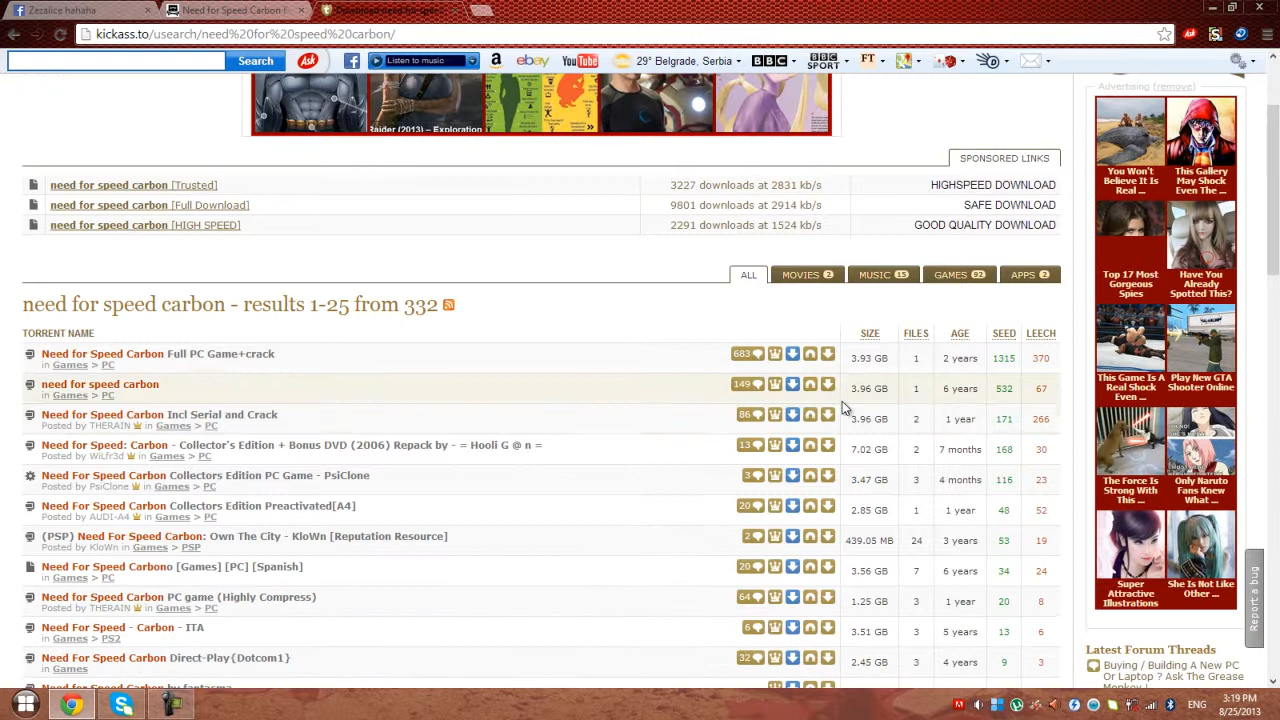 Zezalice hahaha
Need for Speed Carbon
Download need for spee
kickass.to/usearch/need%20for%20speed%20carbon/
Search
Ask
Listen to music
amazon
ebay
YouTube
29° Belgrade, Serbia
BBC
BBC SPORT
FT
Raider (2013) – Exploration
Advertising (remove)
SPONSORED LINKS
need for speed carbon [Trusted] 3227 downloads at 2831 kb/s HIGHSPEED DOWNLOAD
need for speed carbon [Full Download] 9801 downloads at 2914 kb/s SAFE DOWNLOAD
need for speed carbon [HIGH SPEED] 2291 downloads at 1524 kb/s GOOD QUALITY DOWNLOAD
ALL MOVIES 2 MUSIC 15 GAMES 92 APPS 2
need for speed carbon - results 1-25 from 332
TORRENT NAME SIZE FILES AGE SEED LEECH
Need for Speed Carbon Full PC Game+crack 683 3.93 GB 1 2 years 1315 370
in Games > PC
need for speed carbon 149 3.96 GB 1 6 years 532 67
in Games > PC
Need for Speed Carbon Incl Serial and Crack 86 3.96 GB 2 1 year 171 266
Posted by THERAIN in Games > PC
Need for Speed: Carbon - Collector's Edition + Bonus DVD (2006) Repack by - = Hooli G @ n = 13 7.02 GB 2 7 months 168 30
Posted by WiLfr3d in Games > PC
Need For Speed Carbon Collectors Edition PC Game - PsiClone 3 3.47 GB 3 4 months 116 23
Posted by PsiClone in Games > PC
Need For Speed Carbon Collectors Edition Preactivated[A4] 20 2.85 GB 1 1 year 48 52
Posted by AUDI-A4 in Games > PC
(PSP) Need For Speed Carbon: Own The City - KloWn [Reputation Resource] 2 439.05 MB 24 3 years 53 19
Posted by KloWn in Games > PSP
Need For Speed Carbono [Games] [PC] [Spanish] 20 3.56 GB 7 6 years 34 24
in Games > PC
Need for Speed Carbon PC game (Highly Compress) 64 1.25 GB 3 1 year 20 8
Posted by THERAIN in Games > PC
Need For Speed - Carbon - ITA 6 3.51 GB 3 5 years 13 6
in Games > PS2
Need For Speed Carbon Direct-Play{Dotcom1} 32 2.45 GB 3 4 years 9 3
in Games
Need for Speed Carbon by fantasma
You Won't Believe It Is Real ...
This Gallery May Shock Even The ...
Top 17 Most Gorgeous Spies
Have You Already Spotted This?
This Game Is A Real Shock Even ...
Play New GTA Shooter Online
The Force Is Strong With This ...
Only Naruto Fans Knew What ...
Super Attractive Illustrations
She Is Not Like Other ...
Report a bug
Latest Forum Threads
Buying / Building A New PC
Or Laptop ? Ask The Grease
Monkey !
ENG
3:19 PM
8/25/2013